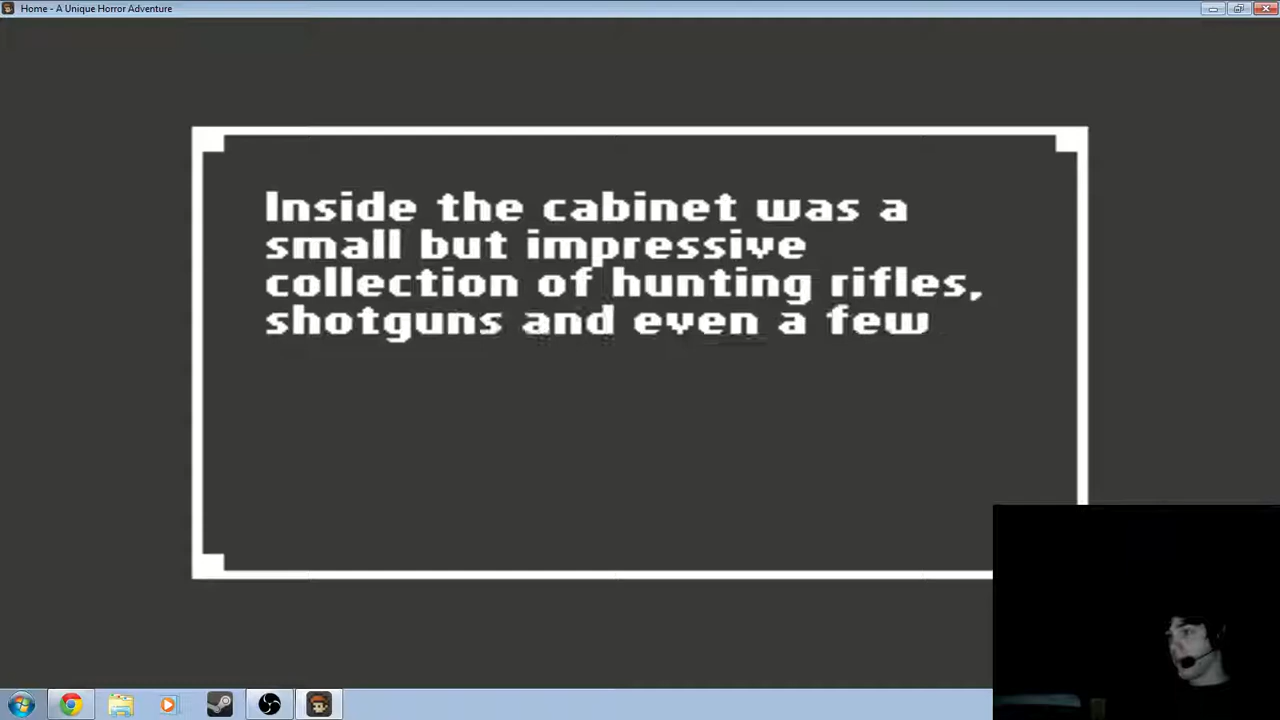 Home - A Unique Horror Adventure
Inside the cabinet was a
small but impressive
collection of hunting rifles,
shotguns and even a few